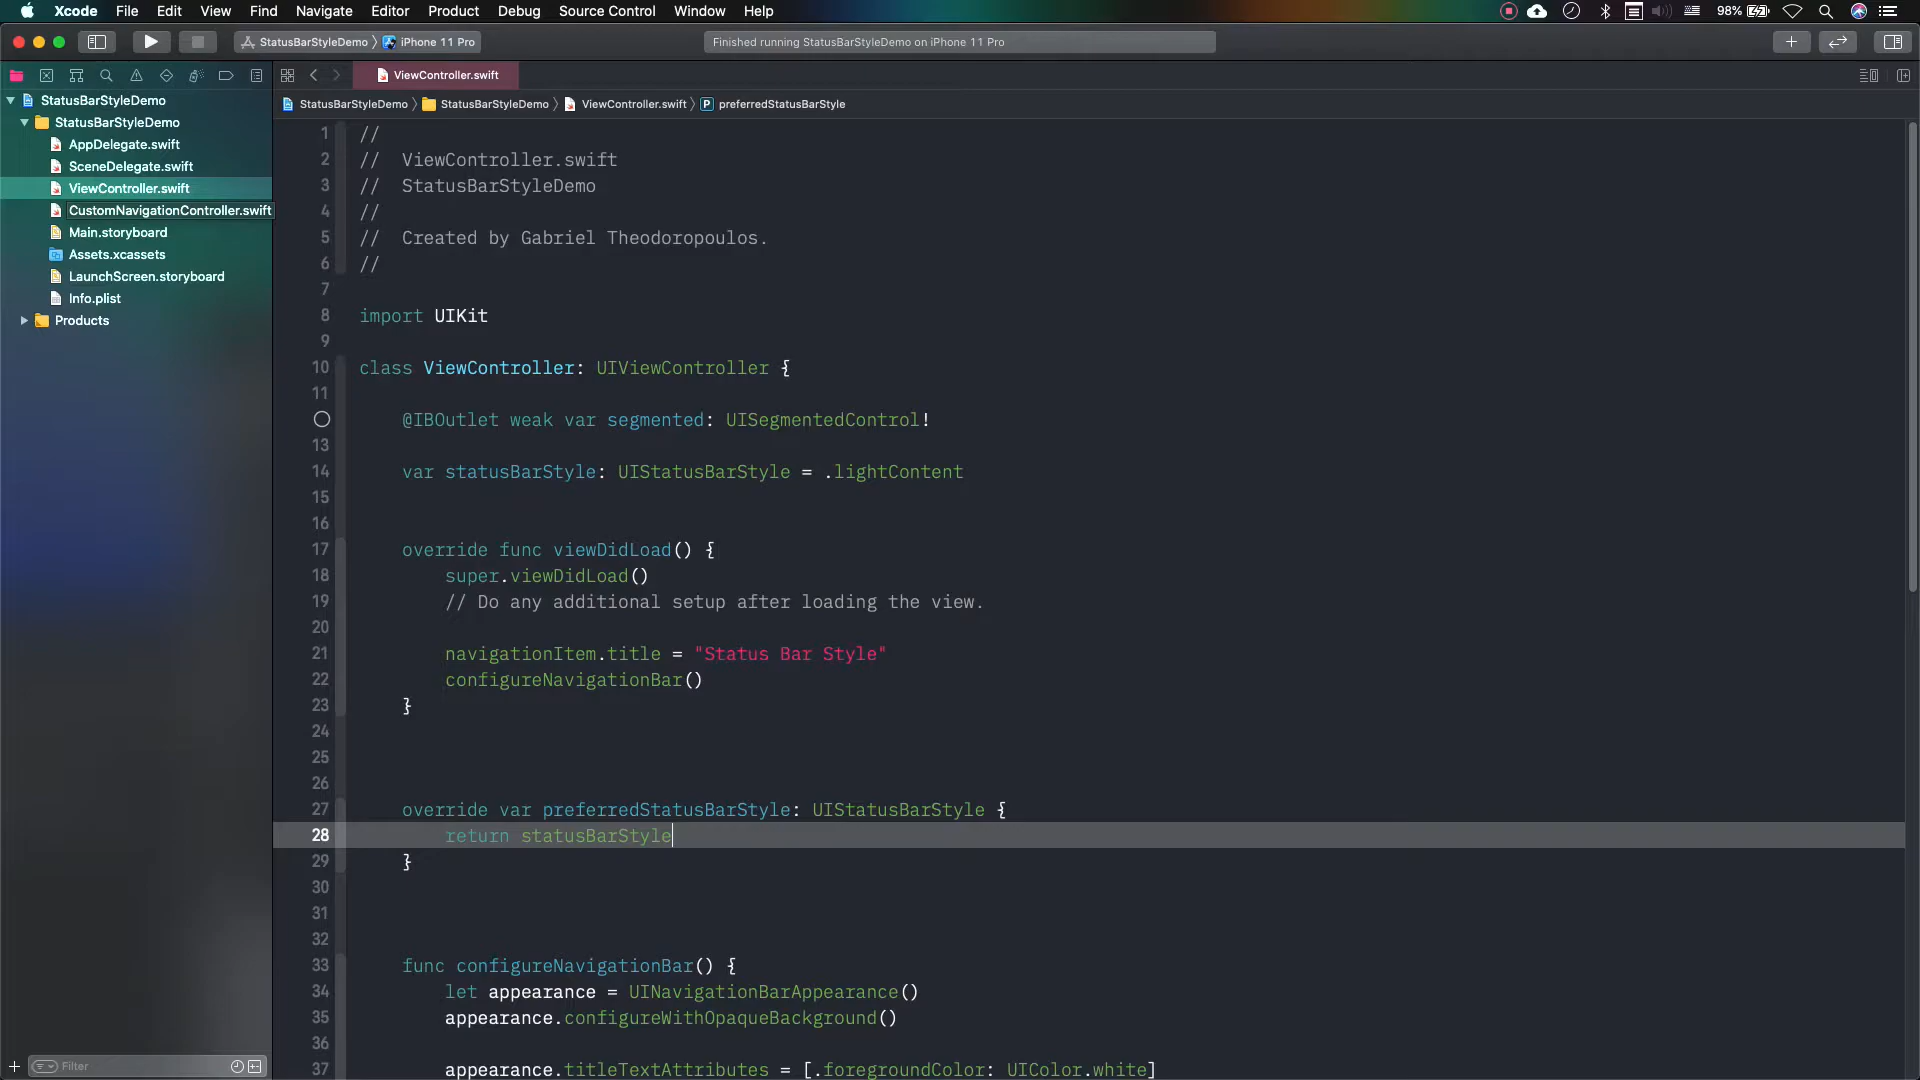 Xcode File Edit View Find Navigate Editor Product Debug Source Control Window Help 98%
StatusBarStyleDemo iPhone 11 Pro Finished running StatusBarStyleDemo on iPhone 11 Pro
ViewController.swift
StatusBarStyleDemo StatusBarStyleDemo ViewController.swift P preferredStatusBarStyle
StatusBarStyleDemo
StatusBarStyleDemo
AppDelegate.swift
SceneDelegate.swift
ViewController.swift
CustomNavigationController.swift
Main.storyboard
Assets.xcassets
LaunchScreen.storyboard
Info.plist
Products
Filter
1 //
2 // ViewController.swift
3 // StatusBarStyleDemo
4 //
5 // Created by Gabriel Theodoropoulos.
6 //
7
8 import UIKit
9
10 class ViewController: UIViewController {
11
@IBOutlet weak var segmented: UISegmentedControl!
13
14 var statusBarStyle: UIStatusBarStyle = .lightContent
15
16
17 override func viewDidLoad() {
18 super.viewDidLoad()
19 // Do any additional setup after loading the view.
20
21 navigationItem.title = "Status Bar Style"
22 configureNavigationBar()
23 }
24
25
26
27 override var preferredStatusBarStyle: UIStatusBarStyle {
28 return statusBarStyle
29 }
30
31
32
33 func configureNavigationBar() {
34 let appearance = UINavigationBarAppearance()
35 appearance.configureWithOpaqueBackground()
36
37 appearance.titleTextAttributes = [.foregroundColor: UIColor.white]